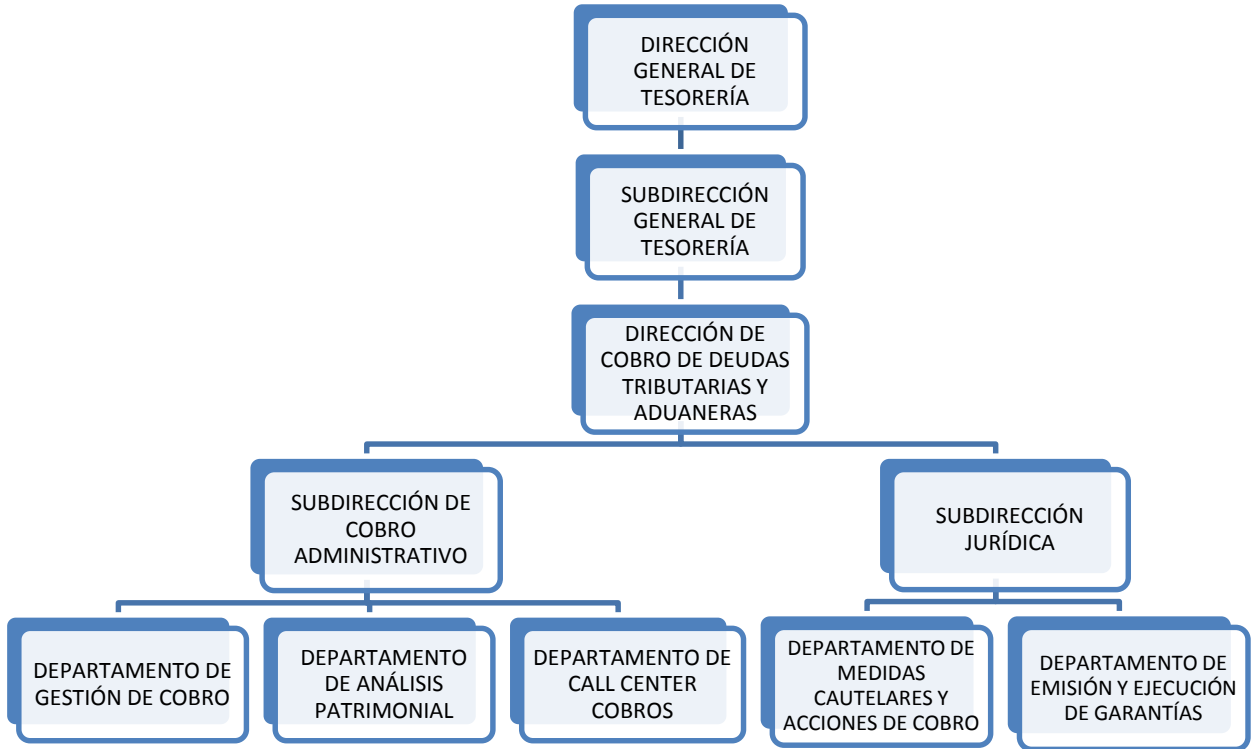 DIRECCIÓN
GENERAL DE
TESORERÍA
SUBDIRECCIÓN
GENERAL DE
TESORERÍA
DIRECCIÓN DE
COBRO DE DEUDAS
TRIBUTARIAS Y
ADUANERAS
SUBDIRECCIÓN DE
COBRO
ADMINISTRATIVO
SUBDIRECCIÓN
JURÍDICA
DEPARTAMENTO DE
GESTIÓN DE COBRO
DEPARTAMENTO
DE ANÁLISIS
PATRIMONIAL
DEPARTAMENTO DE
CALL CENTER
COBROS
DEPARTAMENTO DE
MEDIDAS
CAUTELARES Y
ACCIONES DE COBRO
DEPARTAMENTO DE
EMISIÓN Y EJECUCIÓN
DE GARANTÍAS